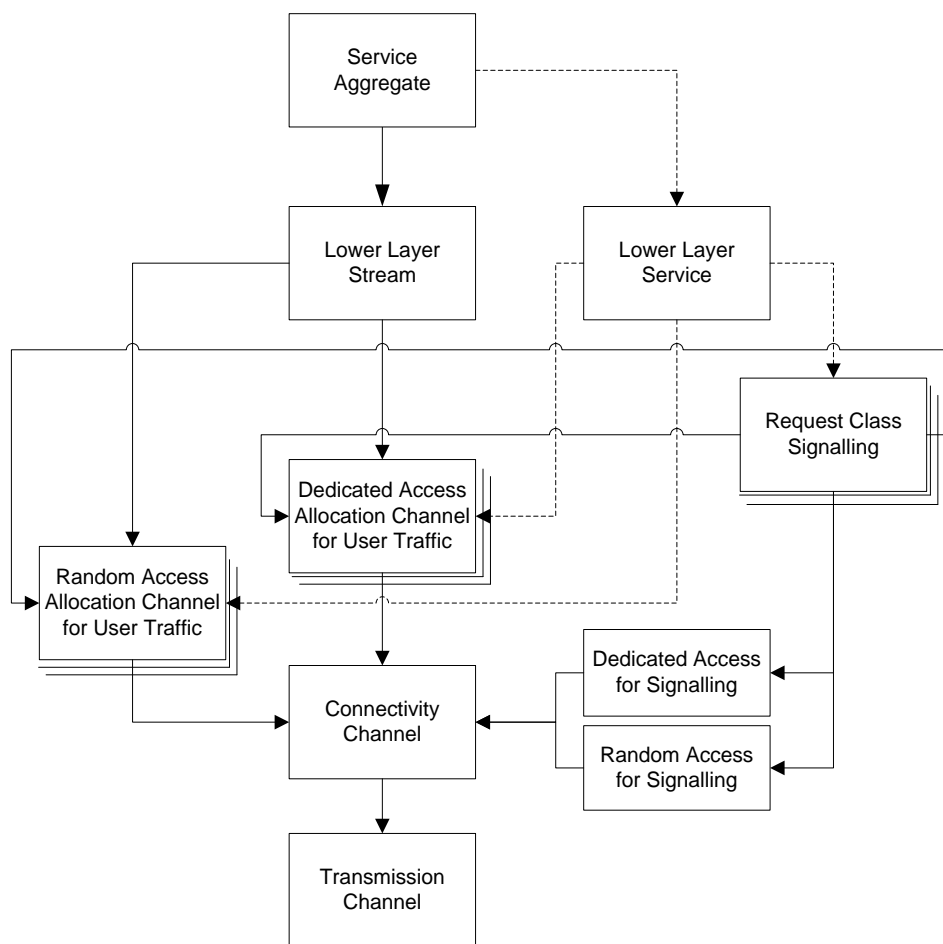 Service
Aggregate
Lower Layer
Stream
Lower Layer
Service
Request Class
Signalling
Dedicated Access
Allocation Channel
for User Traffic
Random Access
Allocation Channel
for User Traffic
Dedicated Access
for Signalling
Connectivity
Channel
Random Access
for Signalling
Transmission
Channel